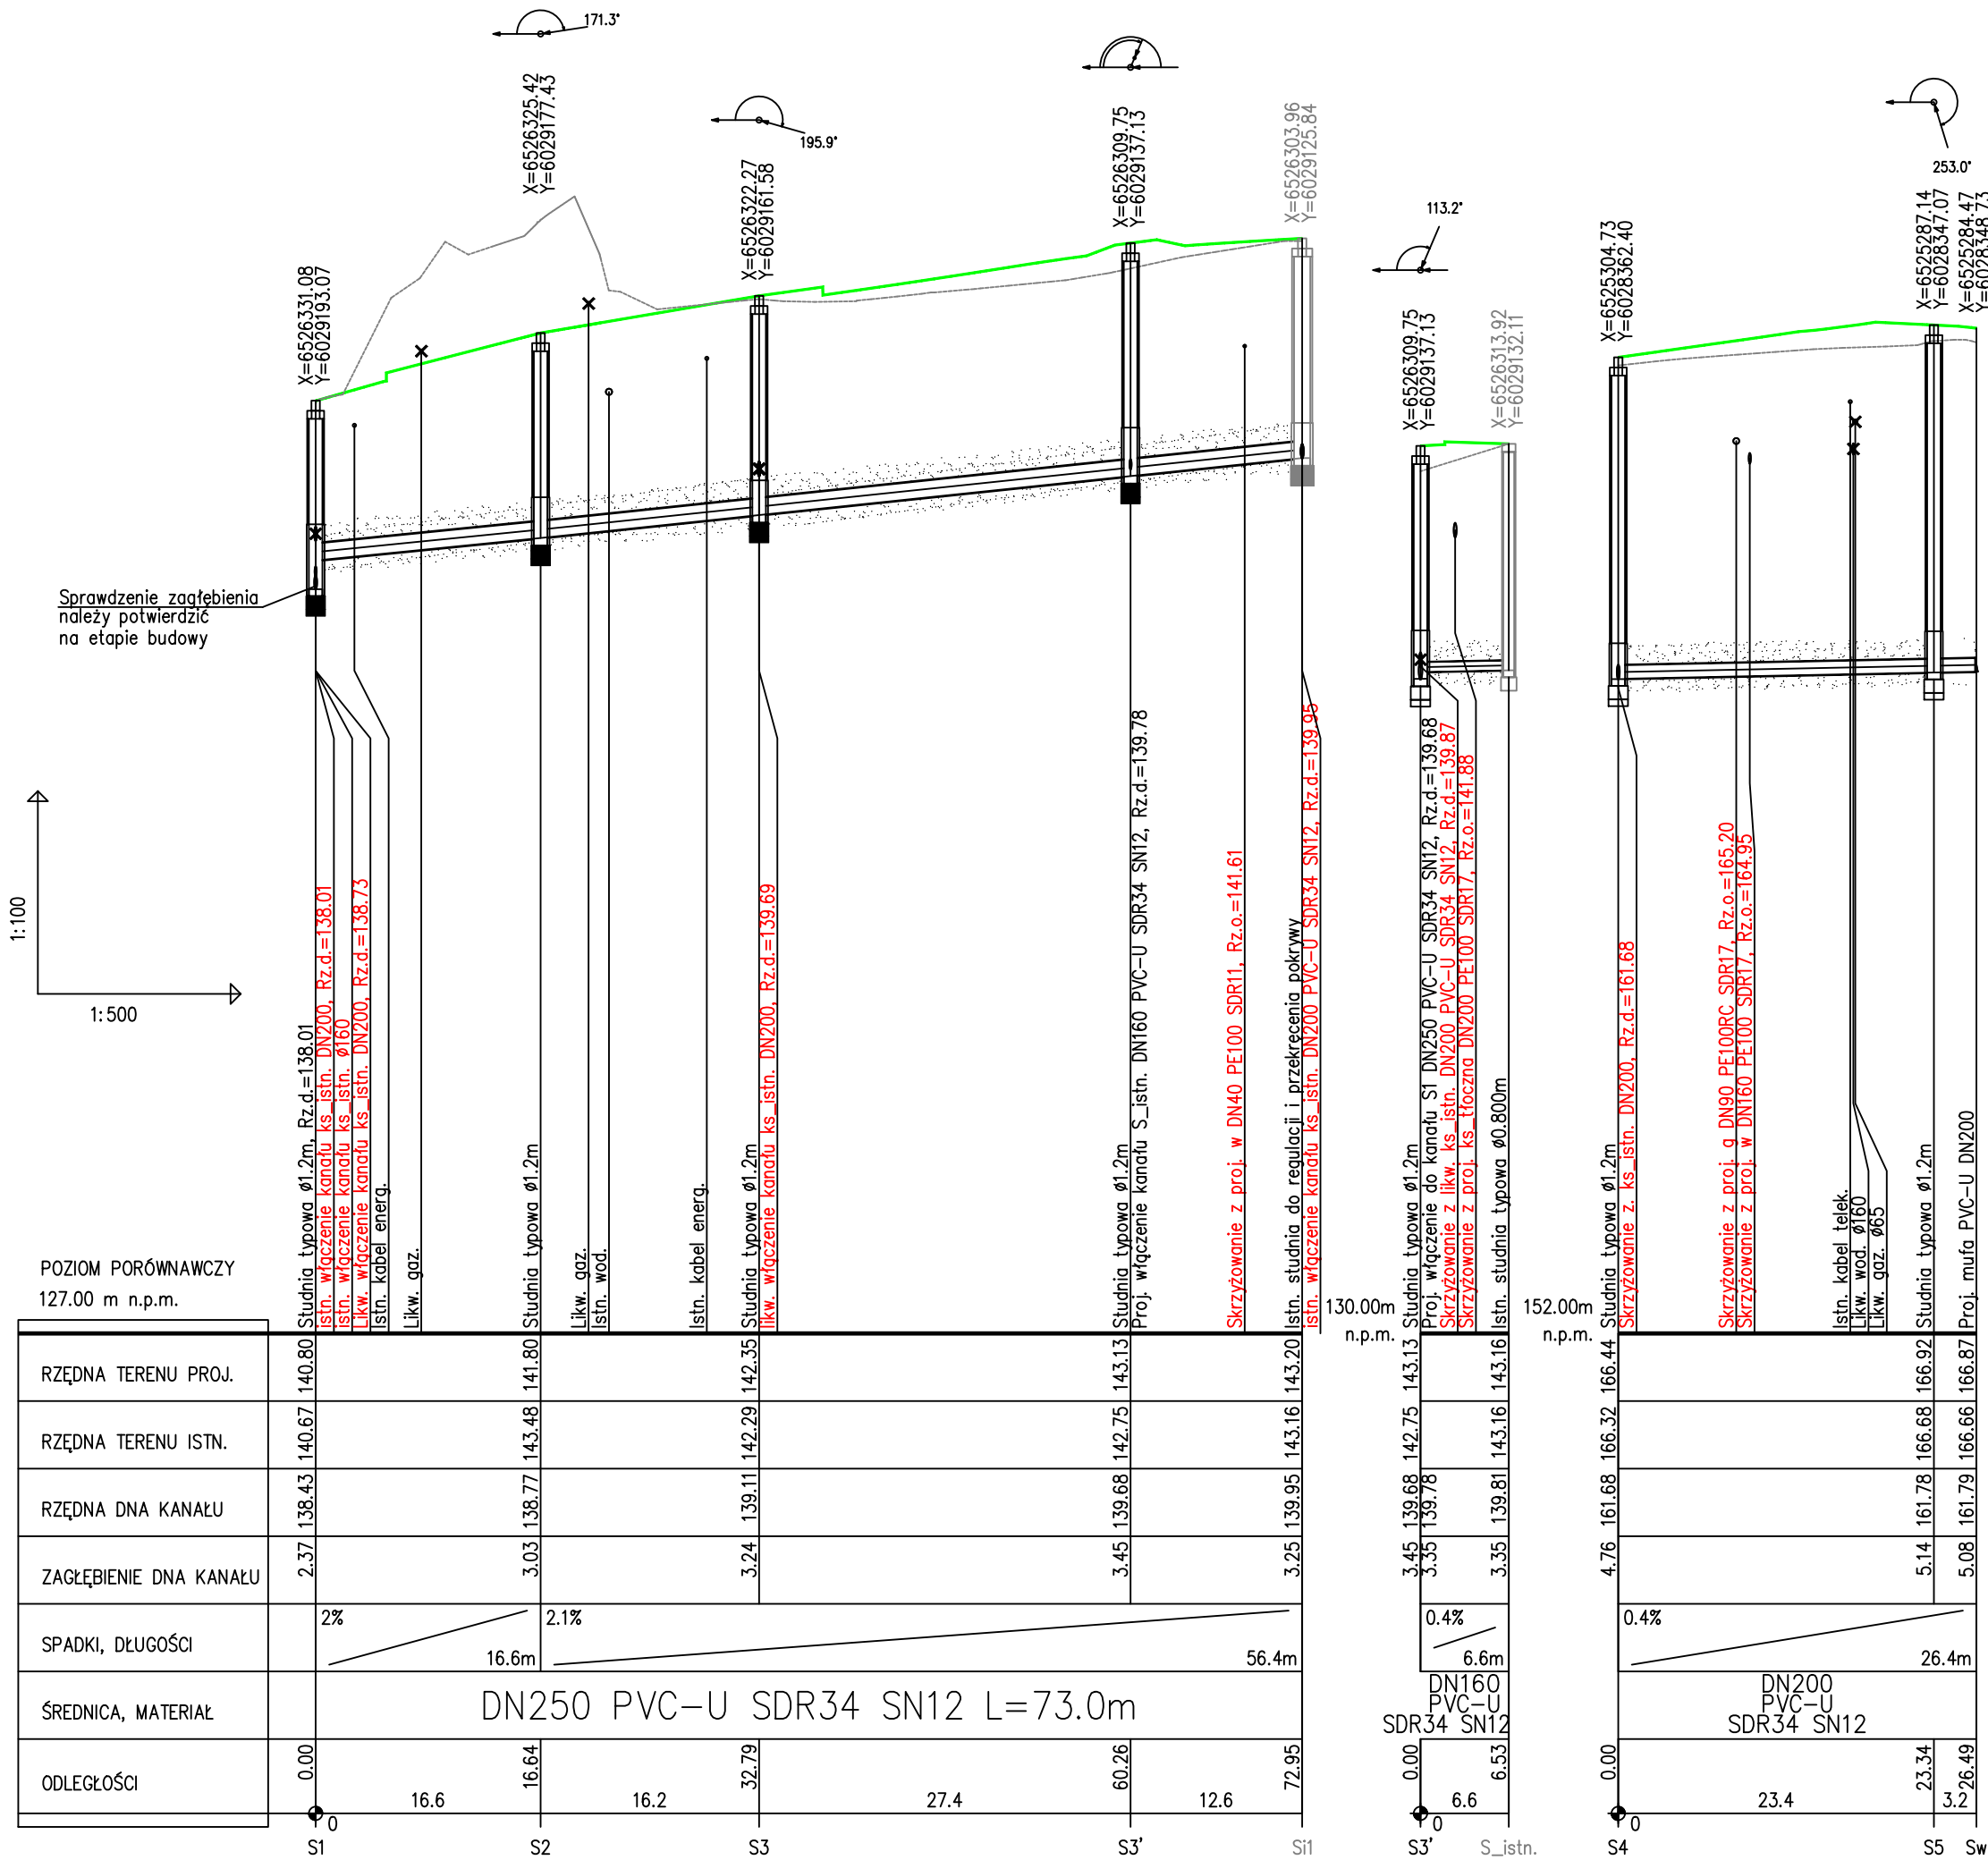 171.3°
195.9°
253.0°
113.2°
X=6526331.08
Y=6029193.07
X=6526325.42
Y=6029177.43
X=6526322.27
Y=6029161.58
X=6526309.75
Y=6029137.13
X=6526303.96
Y=6029125.84
X=6526309.75
Y=6029137.13
X=6526313.92
Y=6029132.11
X=6525304.73
Y=6028362.40
X=6525287.14
Y=6028347.07
X=6525284.47
Y=6028348.73
Sprawdzenie zagłębienia
należy potwierdzić
na etapie budowy
1:100
1:500
Studnia typowa ø1.2m, Rz.d.=138.01
istn. włączenie kanału ks_istn. DN200, Rz.d.=138.01
istn. włączenie kanału ks_istn. ø160
Likw. włączenie kanału ks_istn. DN200, Rz.d.=138.73
Istn. kabel energ.
Likw. gaz.
Studnia typowa ø1.2m
Likw. gaz.
Istn. wod.
Istn. kabel energ.
Studnia typowa ø1.2m
likw. włączenie kanału ks_istn. DN200, Rz.d.=139.69
Studnia typowa ø1.2m
Proj. włączenie kanału S_istn. DN160 PVC-U SDR34 SN12, Rz.d.=139.78
Skrzyżowanie z proj. w DN40 PE100 SDR11, Rz.o.=141.61
Istn. studnia do regulacji i przekręcenia pokrywy
istn. włączenie kanału ks_istn. DN200 PVC-U SDR34 SN12, Rz.d.=139.95
Studnia typowa ø1.2m
Proj. włączenie do kanału S1 DN250 PVC-U SDR34 SN12, Rz.d.=139.68
Skrzyżowanie z likw. ks_istn. DN200 PVC-U SDR34 SN12, Rz.d.=139.87
Skrzyżowanie z proj. ks_tłoczna DN200 PE100 SDR17, Rz.o.=141.88
Istn. studnia typowa ø0.800m
Studnia typowa ø1.2m
Skrzyżowanie z. ks_istn. DN200, Rz.d.=161.68
Skrzyżowanie z proj. g DN90 PE100RC SDR17, Rz.o.=165.20
Skrzyżowanie z proj. w DN160 PE100 SDR17, Rz.o.=164.95
Istn. kabel telek.
Likw. wod. ø160
Likw. gaz. ø65
Studnia typowa ø1.2m
Proj. mufa PVC-U DN200
POZIOM PORÓWNAWCZY
127.00 m n.p.m.
130.00m
n.p.m.
152.00m
n.p.m.
RZĘDNA TERENU PROJ. 140.80 141.80 142.35 143.13 143.20 143.13 143.16 166.44 166.92 166.87
RZĘDNA TERENU ISTN. 140.67 143.48 142.29 142.75 143.16 142.75 143.16 166.32 166.68 166.66
RZĘDNA DNA KANAŁU 138.43 138.77 139.11 139.68 139.95 139.68 139.78 139.81 161.68 161.78 161.79
ZAGŁĘBIENIE DNA KANAŁU 2.37 3.03 3.24 3.45 3.25 3.45 3.35 3.35 4.76 5.14 5.08
SPADKI, DŁUGOŚCI 2% 16.6m 2.1% 56.4m 0.4% 6.6m 0.4% 26.4m
ŚREDNICA, MATERIAŁ DN250 PVC-U SDR34 SN12 L=73.0m
DN160
PVC-U
SDR34 SN12
DN200
PVC-U
SDR34 SN12
ODLEGŁOŚCI 0.00 16.64 32.79 60.26 72.95 0.00 6.53 0.00 23.34 26.49
16.6 16.2 27.4 12.6 6.6 23.4 3.2
0 0 0
S1 S2 S3 S3' Si1 S3' S_istn. S4 S5 Sw